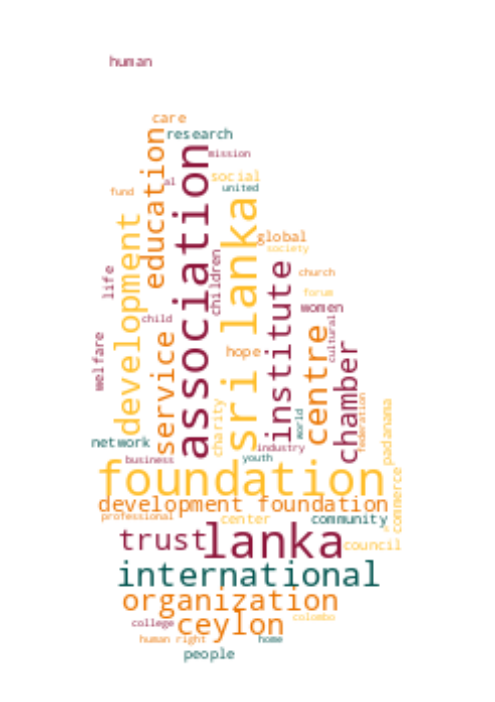 human
care
research
mission
al
social
united
fund
education
association
sri lanka
development
global
society
children
life
institute
church
forum
women
child
cultural
welfare
service
hope
centre
chamber
charity
world
federation
padanama
network
industry
business
youth
foundation
commerce
development foundation
professional
center
community
trust
lanka
council
international
organization
ceylon
colombo
college
human right
home
people